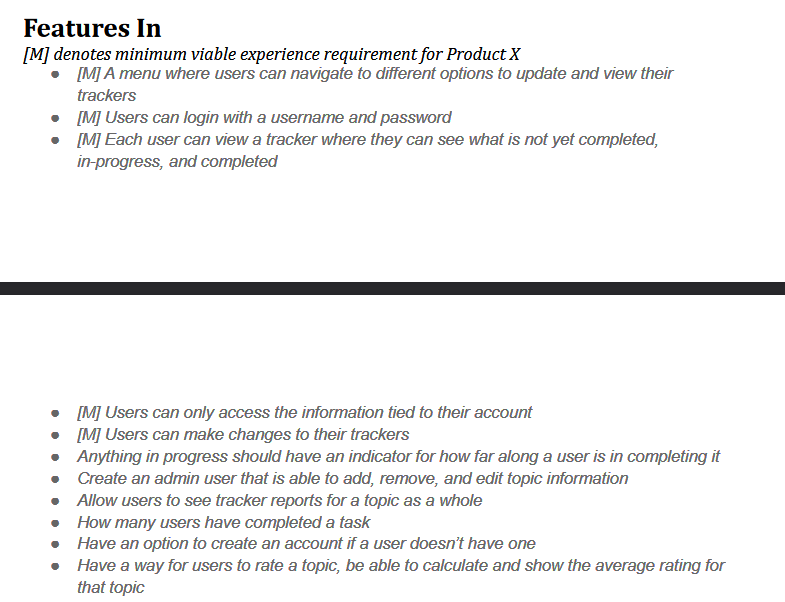 Features In
[M] denotes minimum viable experience requirement for Product X
● [M] A menu where users can navigate to different options to update and view their
trackers
● [M] Users can login with a username and password
● [M] Each user can view a tracker where they can see what is not yet completed,
in-progress, and completed
● [M] Users can only access the information tied to their account
● [M] Users can make changes to their trackers
● Anything in progress should have an indicator for how far along a user is in completing it
● Create an admin user that is able to add, remove, and edit topic information
● Allow users to see tracker reports for a topic as a whole
● How many users have completed a task
● Have an option to create an account if a user doesn’t have one
● Have a way for users to rate a topic, be able to calculate and show the average rating for
that topic